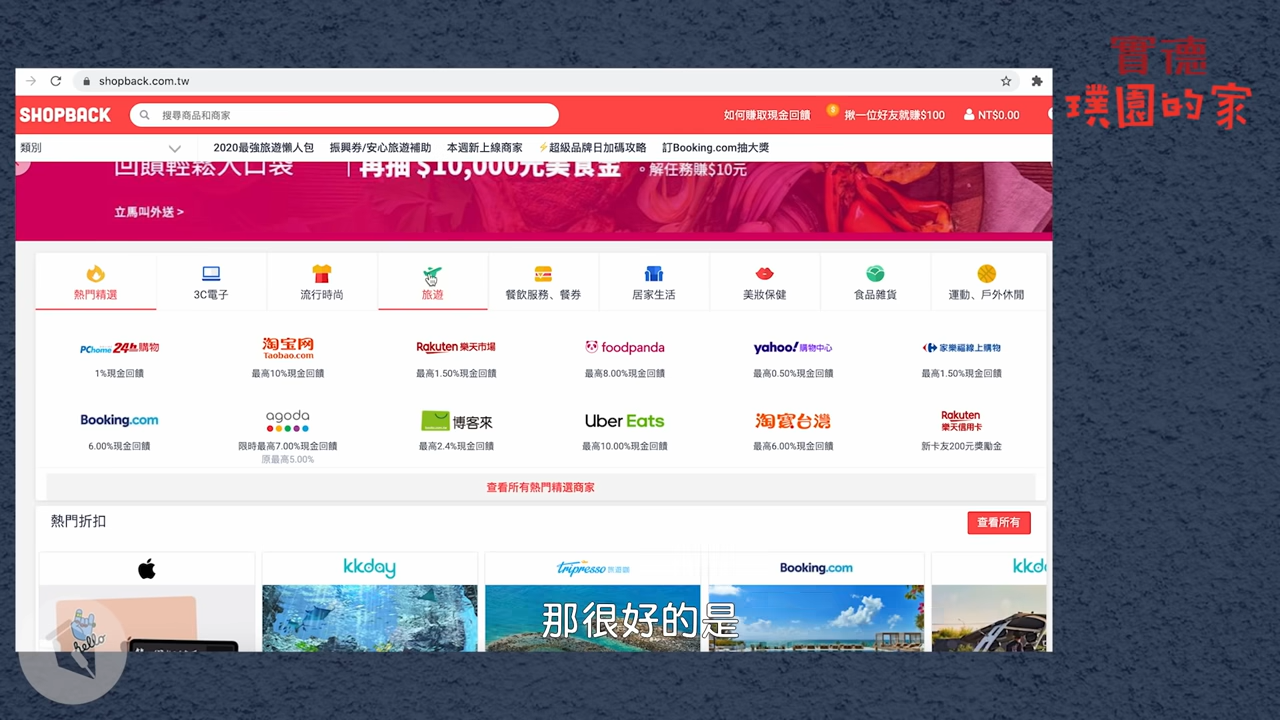 實德
璞園的家
shopback.com.tw
SHOPBACK
搜尋商品和商家
如何賺取現金回饋
揪一位好友就賺$100
NT$0.00
類別
2020最強旅遊懶人包
振興券/安心旅遊補助
本週新上線商家
⚡超級品牌日加碼攻略
訂Booking.com抽大獎
回饋輕鬆入口袋
再抽 $10,000元美食金
。解任務賺$10元
立馬叫外送 >
熱門精選
3C電子
流行時尚
旅遊
餐飲服務、餐券
居家生活
美妝保健
食品雜貨
運動、戶外休閒
PChome 24h購物
淘宝网
Taobao.com
Rakuten 樂天市場
foodpanda
yahoo! 購物中心
家樂福線上購物
1%現金回饋
最高10%現金回饋
最高1.50%現金回饋
最高8.00%現金回饋
最高0.50%現金回饋
最高1.50%現金回饋
Booking.com
agoda
博客來
Uber Eats
淘寶台灣
Rakuten
樂天信用卡
6.00%現金回饋
限時最高7.00%現金回饋
原最高5.00%
最高2.4%現金回饋
最高10.00%現金回饋
最高6.00%現金回饋
新卡友200元獎勵金
查看所有熱門精選商家
熱門折扣
查看所有
kkday
tripresso 旅遊咖
Booking.com
kkd
hello
那很好的是